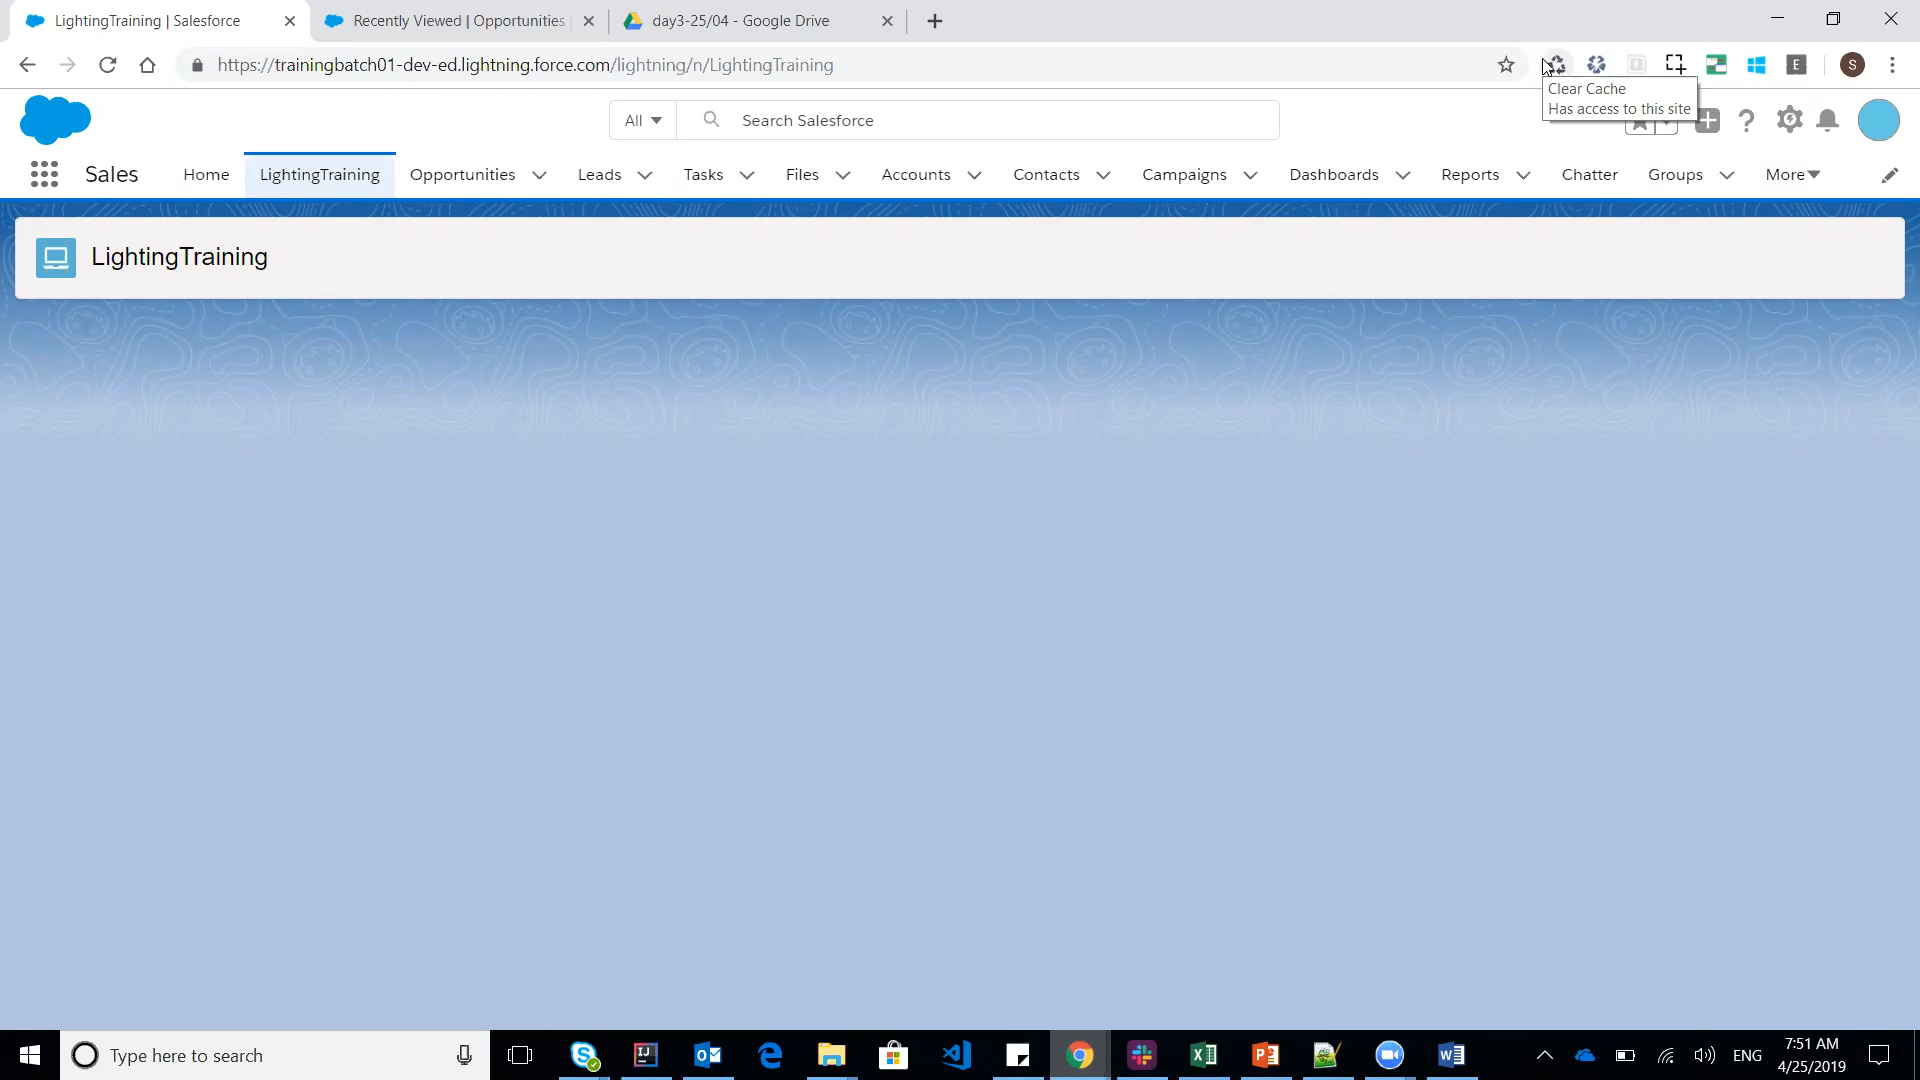 LightingTraining | Salesforce
Recently Viewed | Opportunities
day3-25/04 - Google Drive
https://trainingbatch01-dev-ed.lightning.force.com/lightning/n/LightingTraining
S
E
Clear Cache
Has access to this site
All
Search Salesforce
Sales
Home
LightingTraining
Opportunities
Leads
Tasks
Files
Accounts
Contacts
Campaigns
Dashboards
Reports
Chatter
Groups
More
LightingTraining
Type here to search
ENG
7:51 AM
4/25/2019